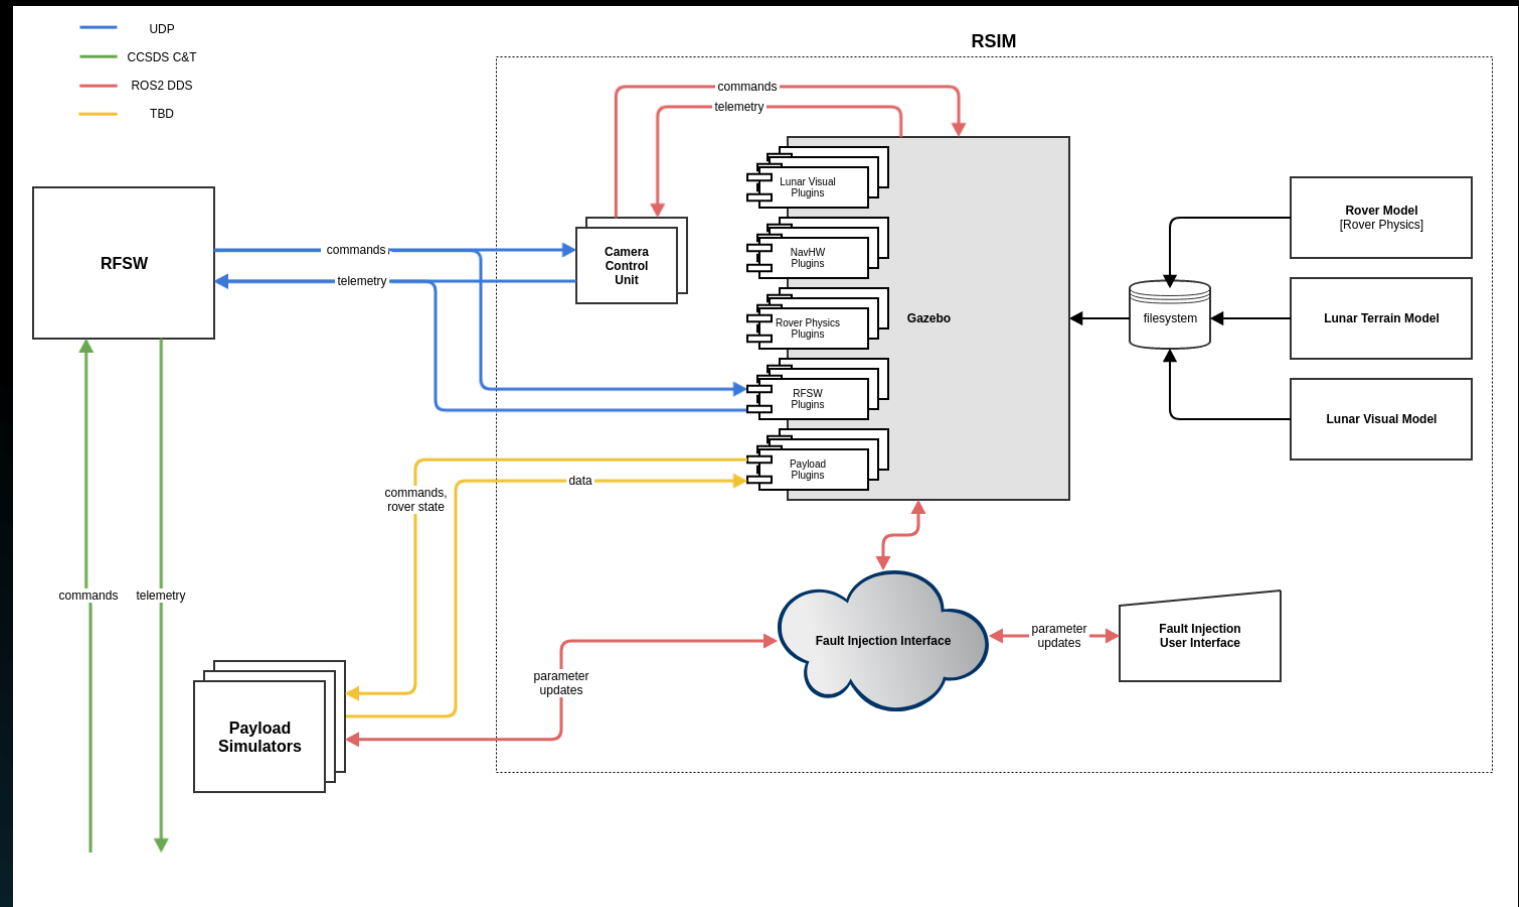 UDP
CCSDS C&T
ROS2 DDS
TBD
RSIM
commands
telemetry
RFSW
commands
telemetry
Camera
Control
Unit
Lunar Visual
Plugins
NavHW
Plugins
Rover Physics
Plugins
RFSW
Plugins
Payload
Plugins
Gazebo
filesystem
Rover Model
[Rover Physics]
Lunar Terrain Model
Lunar Visual Model
commands,
rover state
data
commands
telemetry
Payload
Simulators
parameter
updates
Fault Injection Interface
parameter
updates
Fault Injection
User Interface